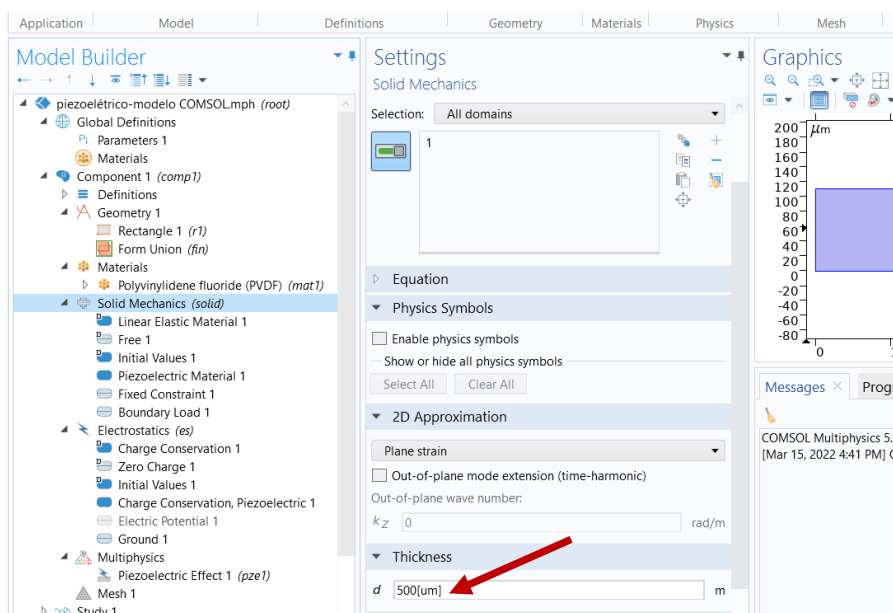 Application Model Definitions Geometry Materials Physics Mesh
Model Builder
piezoelétrico-modelo COMSOL.mph (root)
Global Definitions
Pi Parameters 1
Materials
Component 1 (comp1)
Definitions
Geometry 1
Rectangle 1 (r1)
Form Union (fin)
Materials
Polyvinylidene fluoride (PVDF) (mat1)
Solid Mechanics (solid)
Linear Elastic Material 1
Free 1
Initial Values 1
Piezoelectric Material 1
Fixed Constraint 1
Boundary Load 1
Electrostatics (es)
Charge Conservation 1
Zero Charge 1
Initial Values 1
Charge Conservation, Piezoelectric 1
Electric Potential 1
Ground 1
Multiphysics
Piezoelectric Effect 1 (pze1)
Mesh 1
Study 1
Settings
Solid Mechanics
Selection: All domains
1
Equation
Physics Symbols
Enable physics symbols
Show or hide all physics symbols
Select All Clear All
2D Approximation
Plane strain
Out-of-plane mode extension (time-harmonic)
Out-of-plane wave number:
kZ 0 rad/m
Thickness
d 500[um] m
Graphics
200 μm
180
160
140
120
100
80
60
40
20
0
-20
-40
-60
-80
0
Messages Progr
COMSOL Multiphysics 5.
[Mar 15, 2022 4:41 PM]